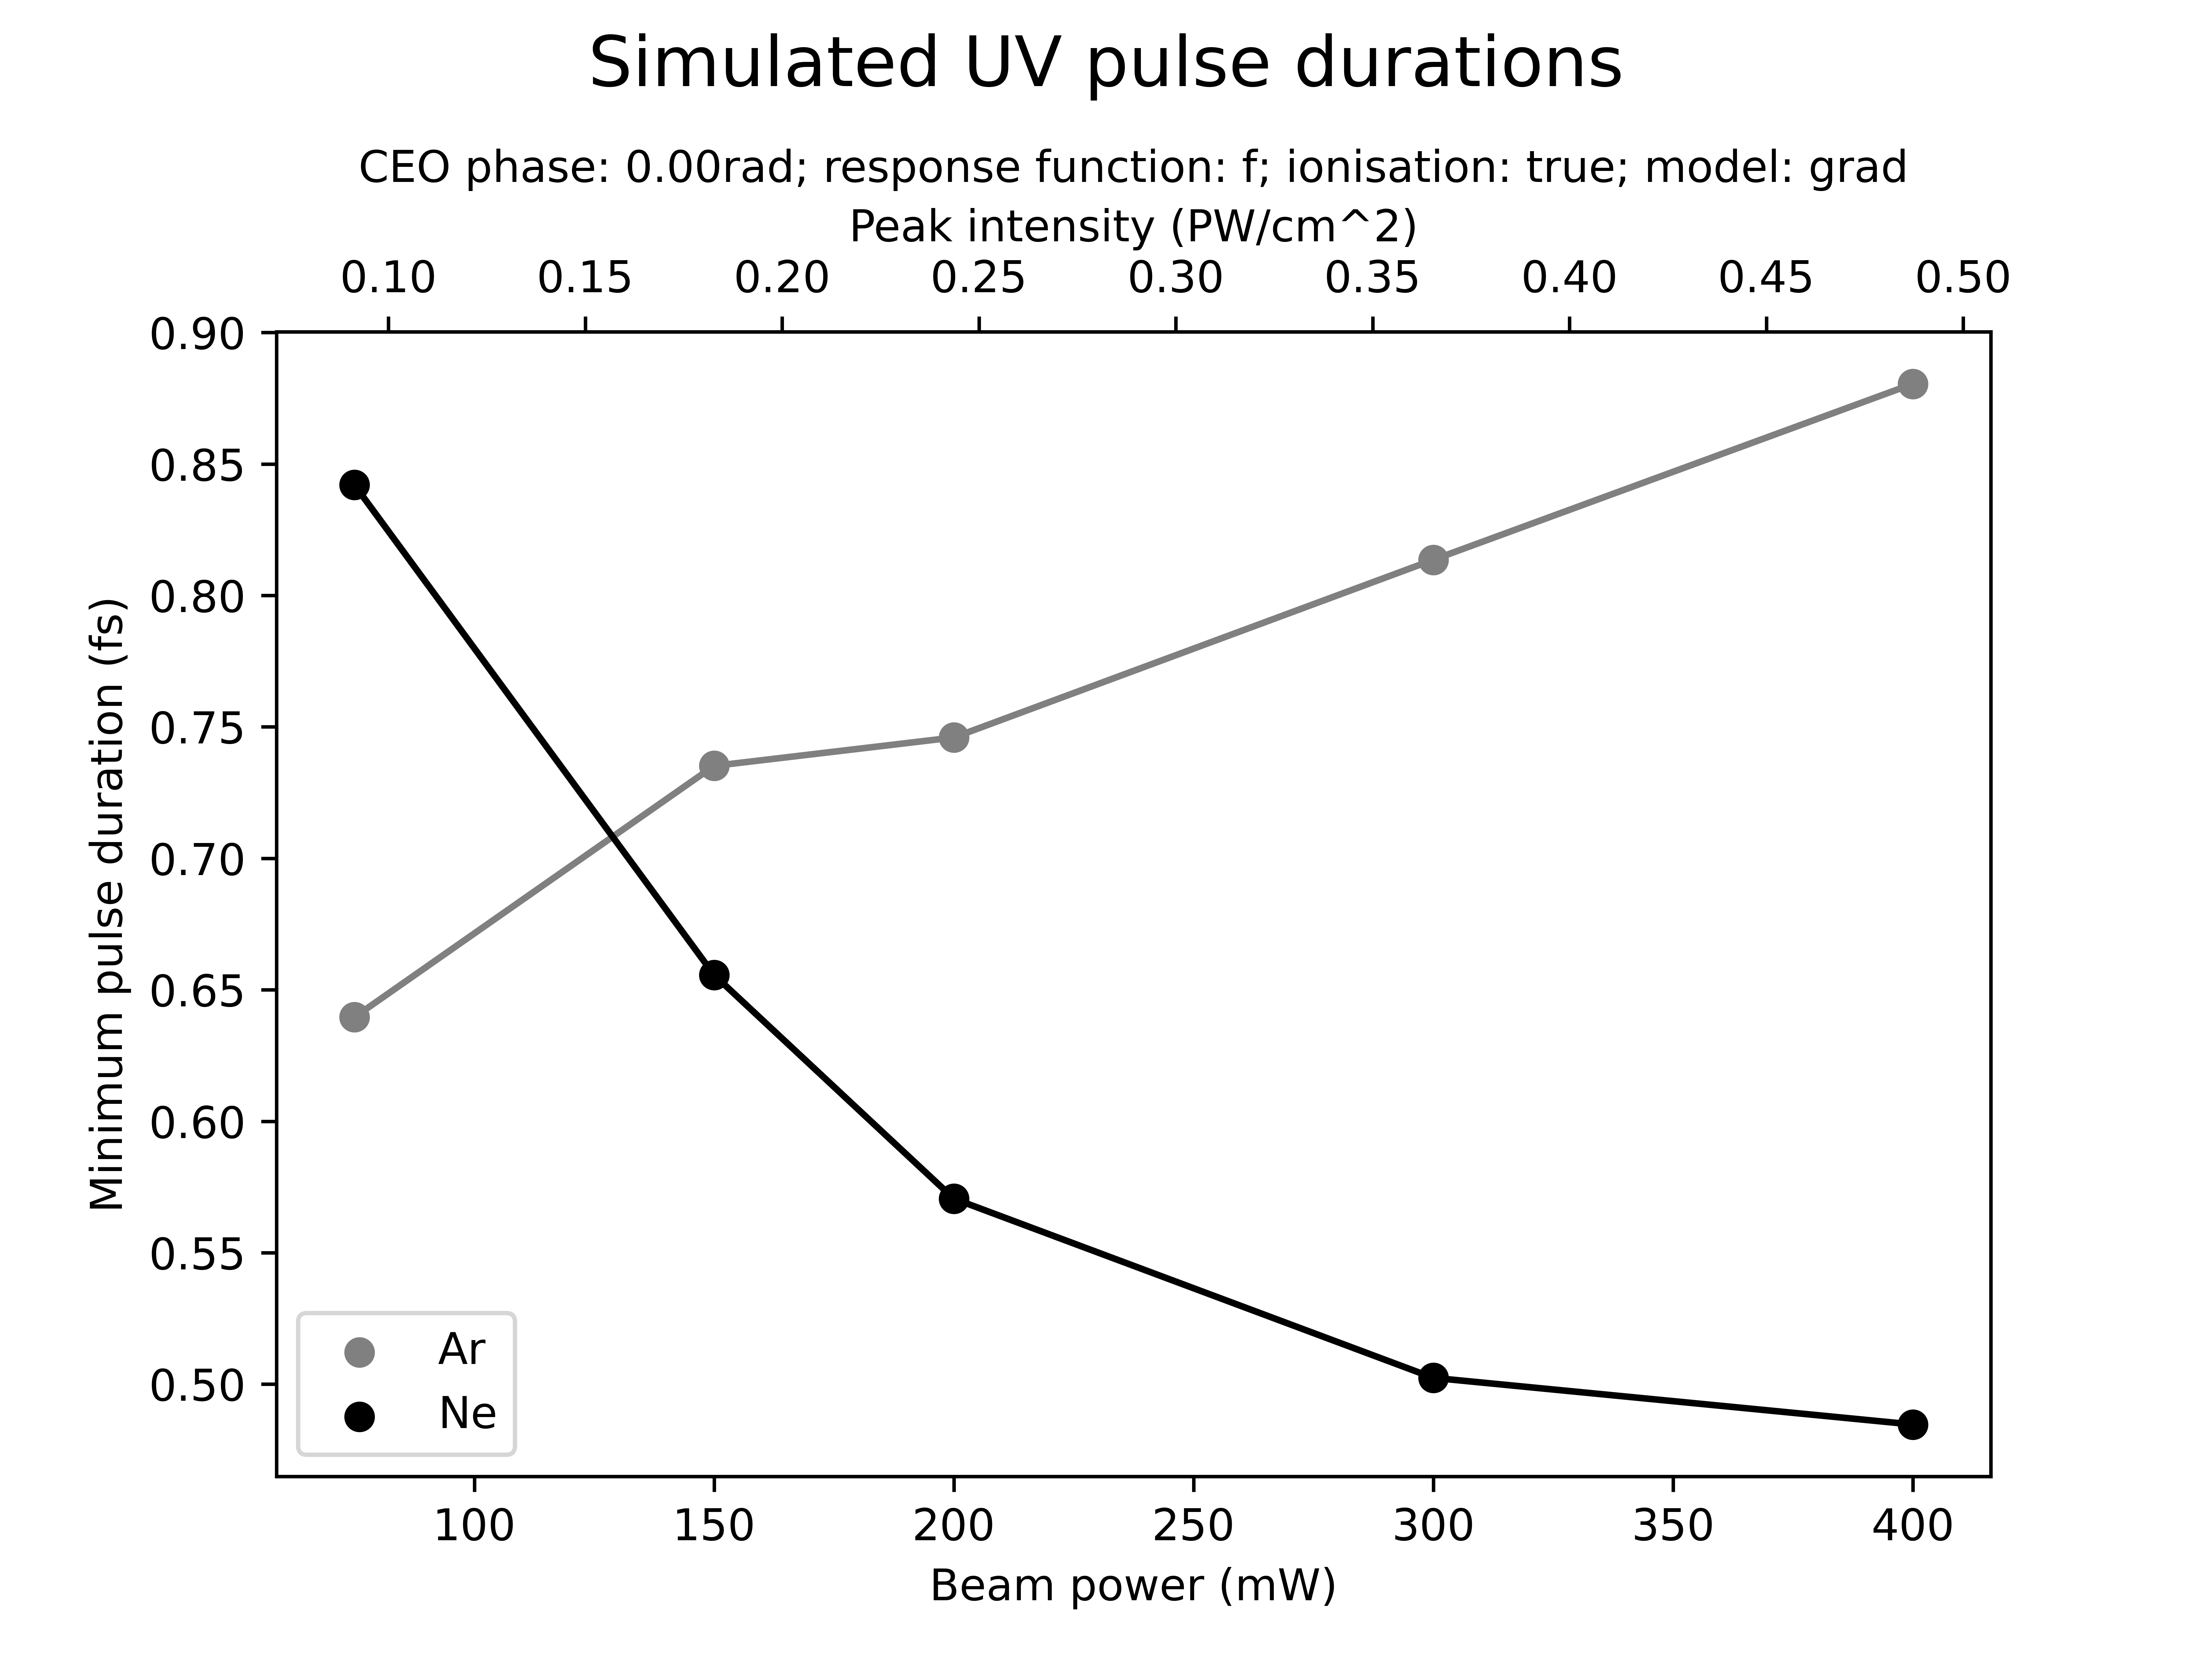 Simulated UV pulse durations
CEO phase: 0.00rad; response function: f; ionisation: true; model: grad
Peak intensity (PW/cm^2)
0.10 0.15 0.20 0.25 0.30 0.35 0.40 0.45 0.50
0.90
0.85
0.80
0.75
0.70
0.65
0.60
0.55
0.50
Minimum pulse duration (fs)
Ar
Ne
100 150 200 250 300 350 400
Beam power (mW)